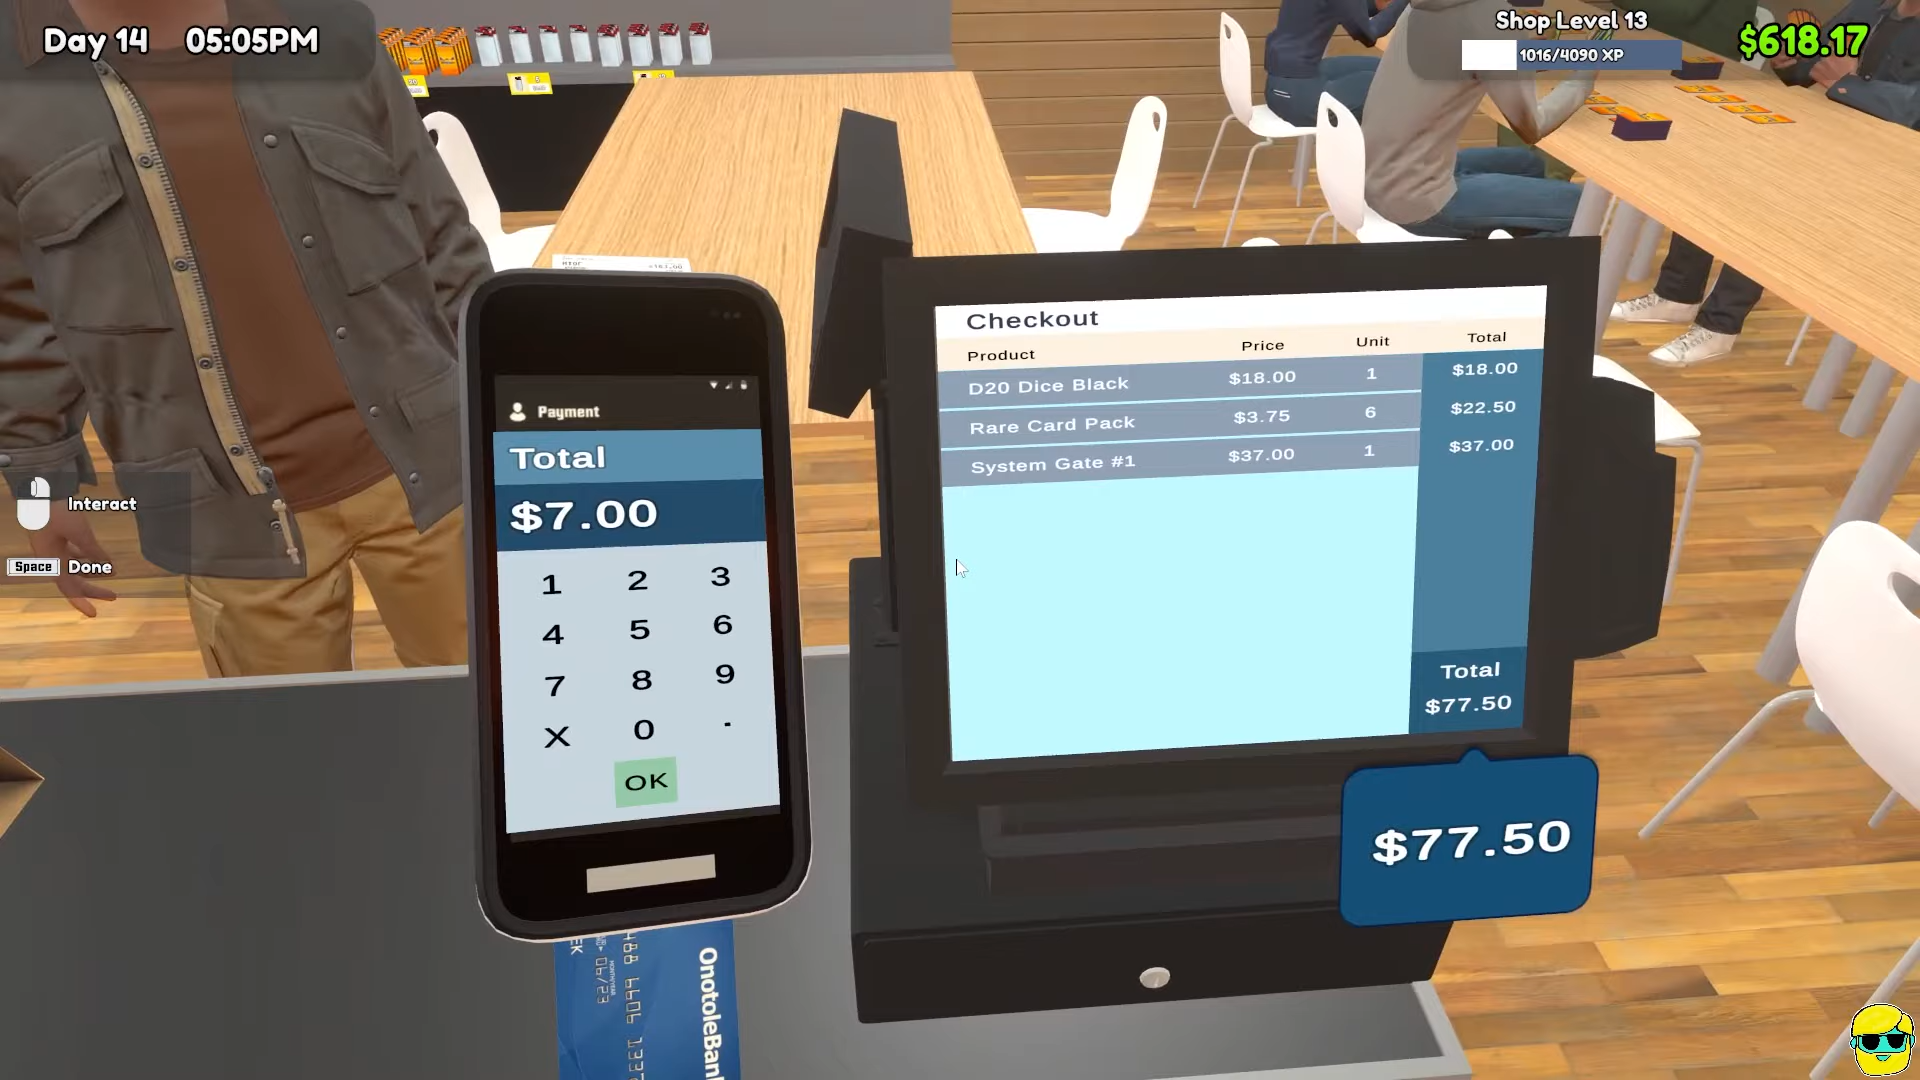 Day 14 05:05PM
Shop Level 13
1016/4090 XP
$618.17
Interact
Space Done
Payment
Total
$7.00
1 2 3
4 5 6
7 8 9
X 0 .
OK
Checkout
Product Price Unit Total
D20 Dice Black $18.00 1 $18.00
Rare Card Pack $3.75 6 $22.50
System Gate #1 $37.00 1 $37.00
Total
$77.50
$77.50
OnotoleBank